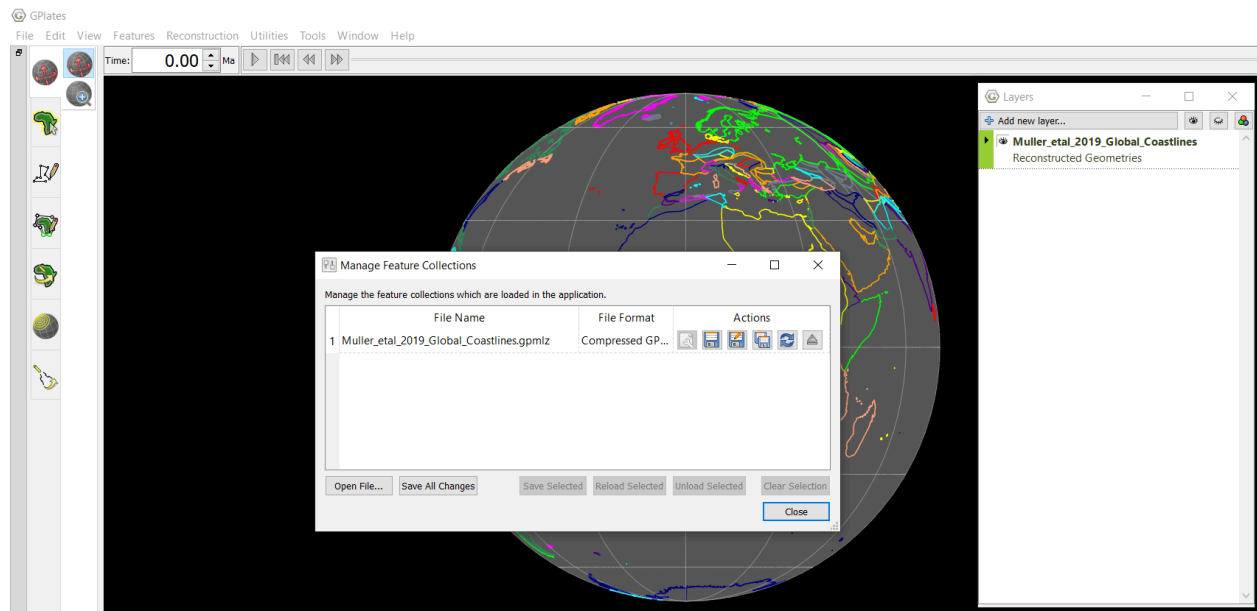 GPlates
File Edit View Features Reconstruction Utilities Tools Window Help
Time: 0.00 Ma
Layers
Add new layer...
Muller_etal_2019_Global_Coastlines
Reconstructed Geometries
Manage Feature Collections
Manage the feature collections which are loaded in the application.
File Name File Format Actions
1 Muller_etal_2019_Global_Coastlines.gpmlz Compressed GP...
Open File... Save All Changes Save Selected Reload Selected Unload Selected Clear Selection
Close